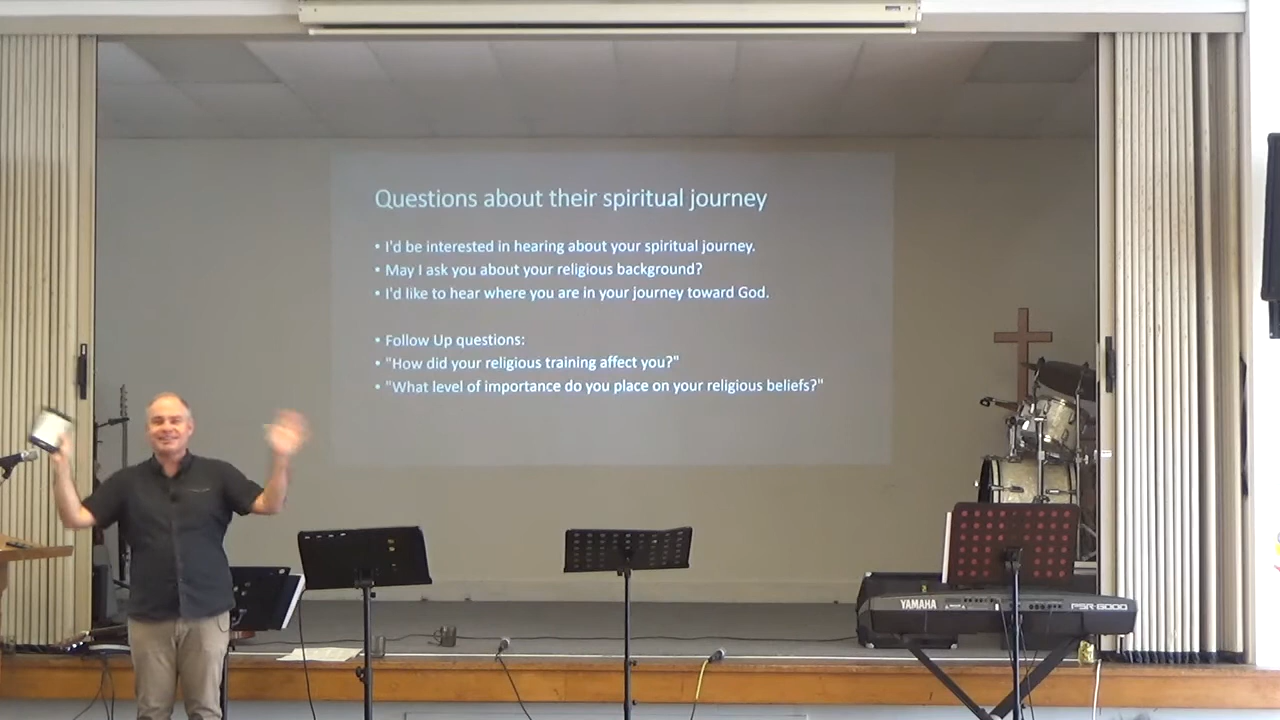 Questions about their spiritual journey
• I'd be interested in hearing about your spiritual journey.
• May I ask you about your religious background?
• I'd like to hear where you are in your journey toward God.
• Follow Up questions:
• "How did your religious training affect you?"
• "What level of importance do you place on your religious beliefs?"
YAMAHA
PSR-6000